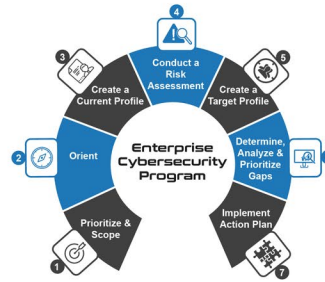 4
3
5
Conduct a
Risk
Assessment
Create a
Current Profile
Create a
Target Profile
2
Orient
Enterprise
Cybersecurity
Program
Determine,
Analyze &
Prioritize
Gaps
Prioritize &
Scope
Implement
Action Plan
1
7